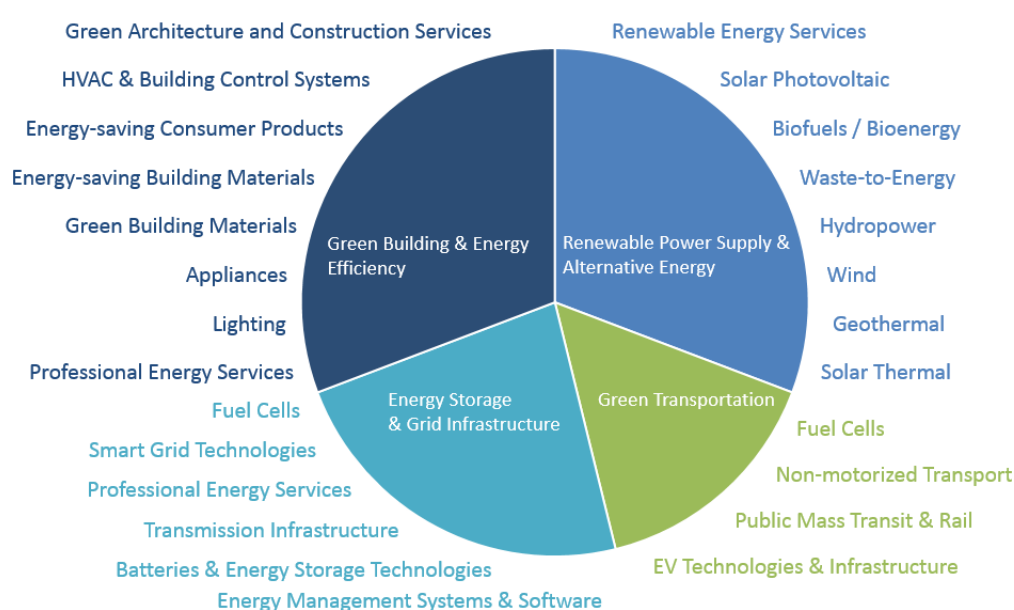 Green Architecture and Construction Services
HVAC & Building Control Systems
Energy-saving Consumer Products
Energy-saving Building Materials
Green Building Materials
Appliances
Lighting
Professional Energy Services
Green Building & Energy
Efficiency
Renewable Energy Services
Solar Photovoltaic
Biofuels / Bioenergy
Waste-to-Energy
Hydropower
Wind
Geothermal
Solar Thermal
Renewable Power Supply &
Alternative Energy
Fuel Cells
Smart Grid Technologies
Professional Energy Services
Transmission Infrastructure
Batteries & Energy Storage Technologies
Energy Management Systems & Software
Energy Storage
& Grid Infrastructure
Green Transportation
Fuel Cells
Non-motorized Transport
Public Mass Transit & Rail
EV Technologies & Infrastructure